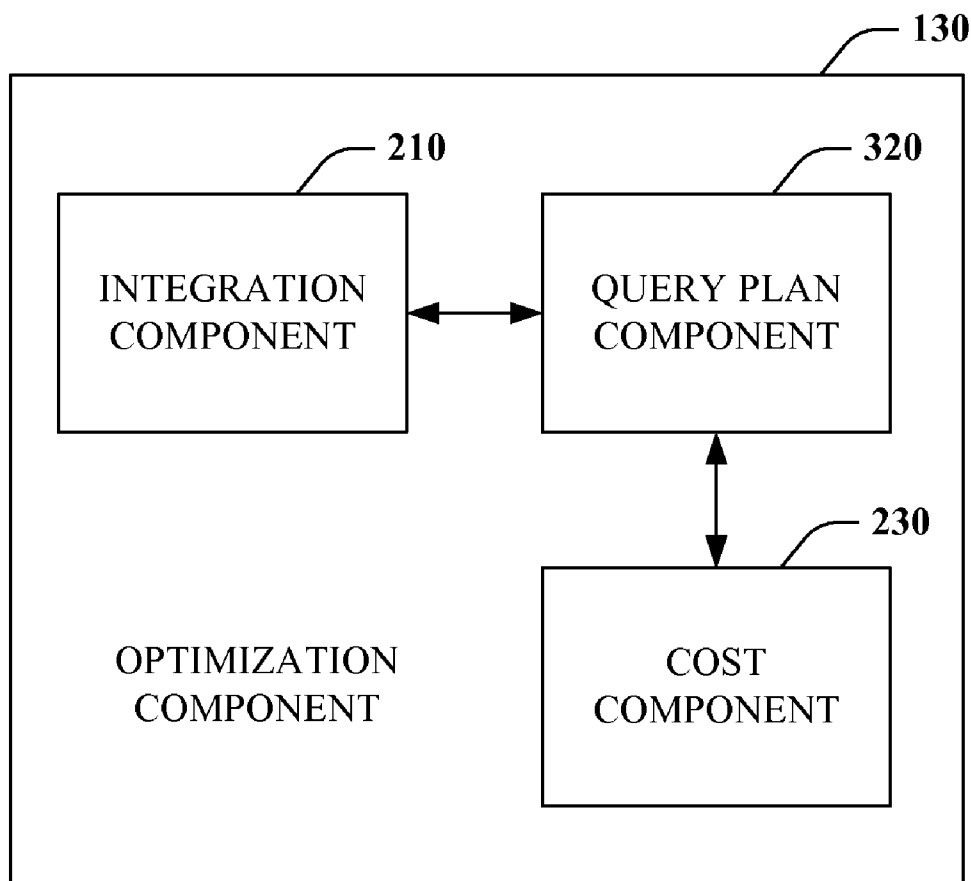 130
210
320
INTEGRATION
COMPONENT
QUERY PLAN
COMPONENT
230
OPTIMIZATION
COMPONENT
COST
COMPONENT